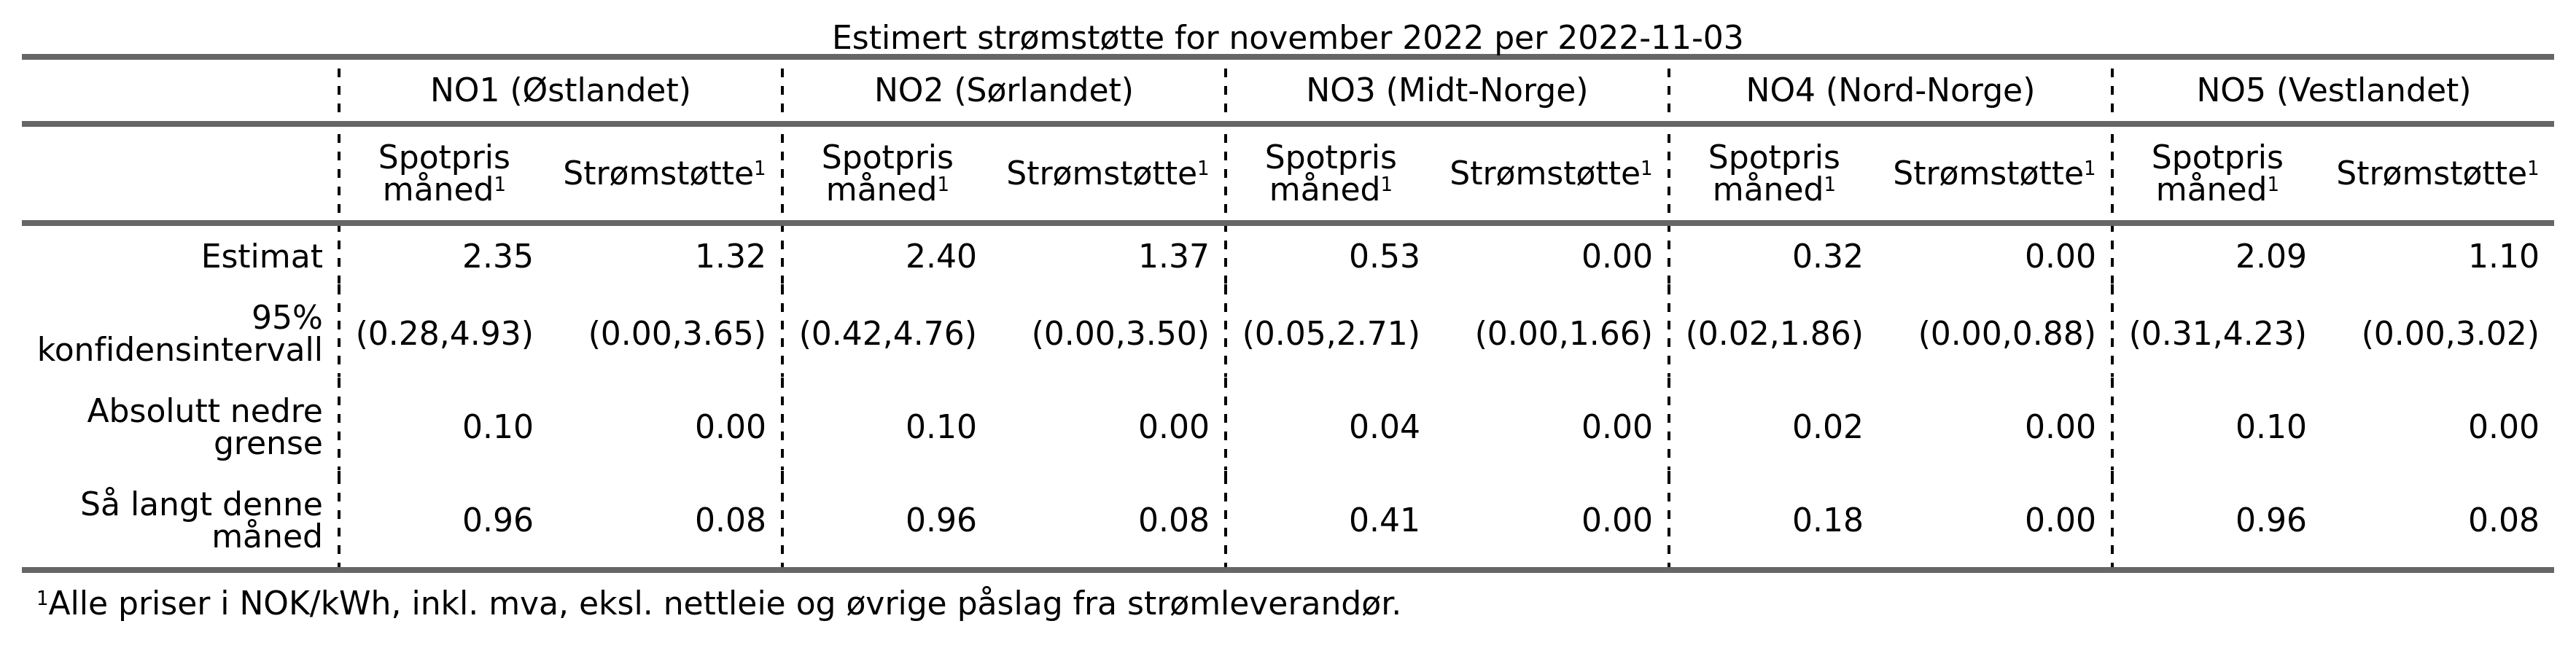 Estimert strømstøtte for november 2022 per 2022-11-03
NO1 (Østlandet) NO2 (Sørlandet) NO3 (Midt-Norge) NO4 (Nord-Norge) NO5 (Vestlandet)
Spotpris måned¹ Strømstøtte¹ Spotpris måned¹ Strømstøtte¹ Spotpris måned¹ Strømstøtte¹ Spotpris måned¹ Strømstøtte¹ Spotpris måned¹ Strømstøtte¹
Estimat 2.35 1.32 2.40 1.37 0.53 0.00 0.32 0.00 2.09 1.10
95% konfidensintervall (0.28,4.93) (0.00,3.65) (0.42,4.76) (0.00,3.50) (0.05,2.71) (0.00,1.66) (0.02,1.86) (0.00,0.88) (0.31,4.23) (0.00,3.02)
Absolutt nedre grense 0.10 0.00 0.10 0.00 0.04 0.00 0.02 0.00 0.10 0.00
Så langt denne måned 0.96 0.08 0.96 0.08 0.41 0.00 0.18 0.00 0.96 0.08
¹Alle priser i NOK/kWh, inkl. mva, eksl. nettleie og øvrige påslag fra strømleverandør.